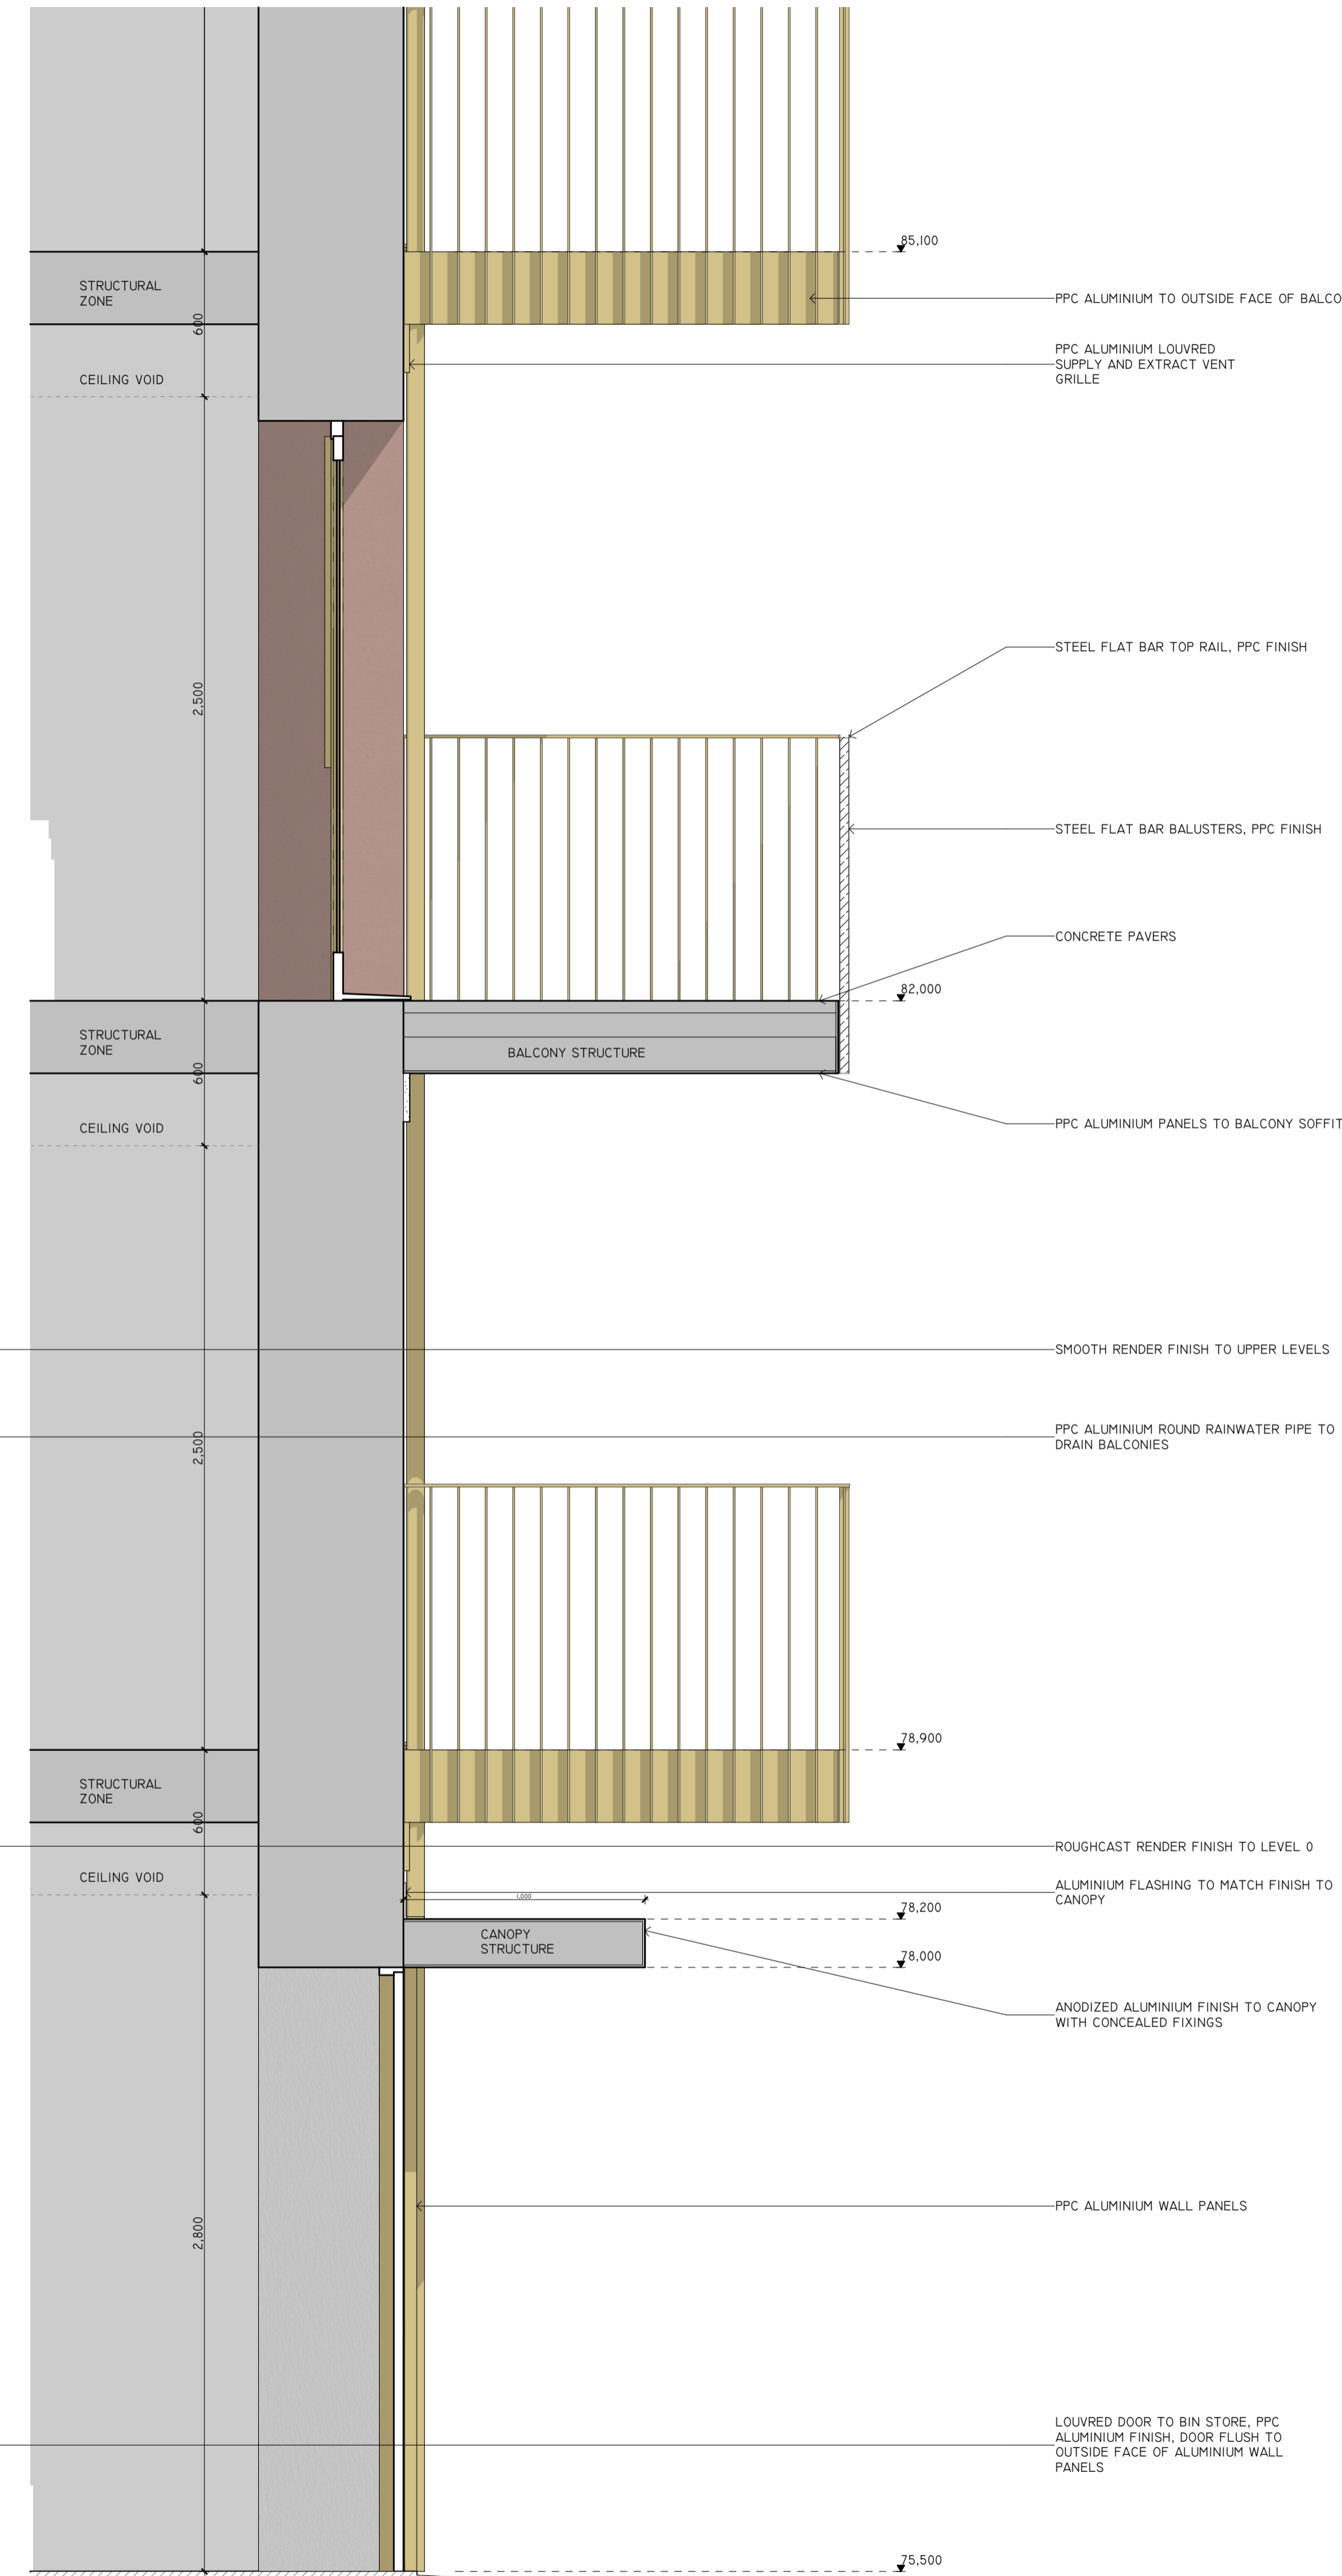 85,100
STRUCTURAL
ZONE
PPC ALUMINIUM TO OUTSIDE FACE OF BALCO
600
PPC ALUMINIUM LOUVRED
SUPPLY AND EXTRACT VENT
GRILLE
CEILING VOID
STEEL FLAT BAR TOP RAIL, PPC FINISH
2,500
STEEL FLAT BAR BALUSTERS, PPC FINISH
CONCRETE PAVERS
82,000
STRUCTURAL
ZONE
BALCONY STRUCTURE
600
CEILING VOID
PPC ALUMINIUM PANELS TO BALCONY SOFFIT
SMOOTH RENDER FINISH TO UPPER LEVELS
2,500
PPC ALUMINIUM ROUND RAINWATER PIPE TO
DRAIN BALCONIES
78,900
STRUCTURAL
ZONE
600
ROUGHCAST RENDER FINISH TO LEVEL 0
CEILING VOID
ALUMINIUM FLASHING TO MATCH FINISH TO
CANOPY
1,000
78,200
CANOPY
STRUCTURE
78,000
ANODIZED ALUMINIUM FINISH TO CANOPY
WITH CONCEALED FIXINGS
PPC ALUMINIUM WALL PANELS
2,800
LOUVRED DOOR TO BIN STORE, PPC
ALUMINIUM FINISH, DOOR FLUSH TO
OUTSIDE FACE OF ALUMINIUM WALL
PANELS
75,500